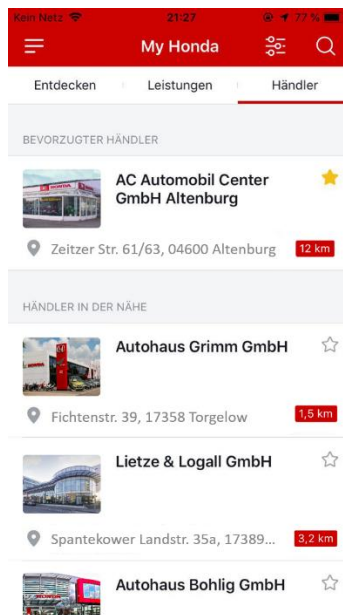 Kein Netz 21:27 77 %
My Honda
Entdecken Leistungen Händler
BEVORZUGTER HÄNDLER
HONDA
AC Automobil Center
GmbH Altenburg
Zeitzer Str. 61/63, 04600 Altenburg 12 km
HÄNDLER IN DER NÄHE
Autohaus Grimm GmbH
Fichtenstr. 39, 17358 Torgelow 1,5 km
Lietze & Logall GmbH
Spantekower Landstr. 35a, 17389... 3,2 km
HONDA
Autohaus Bohlig GmbH